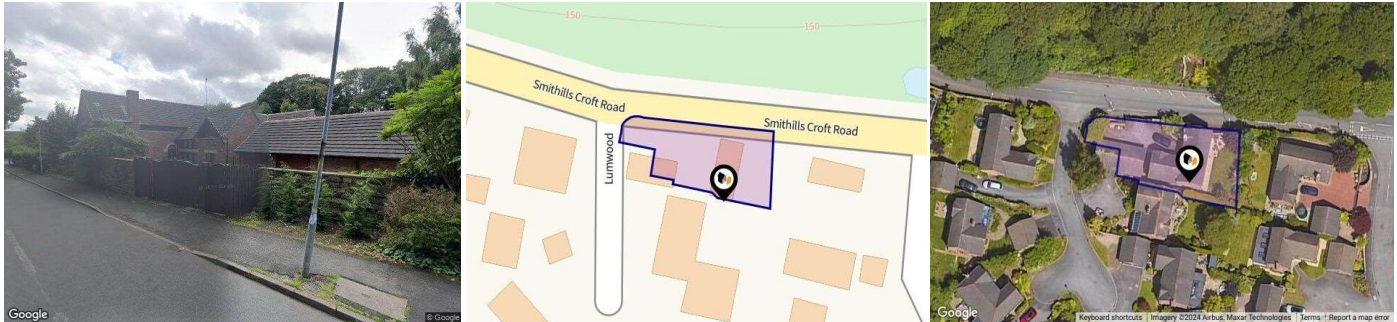 Google
© Google
150
150
Smithills Croft Road
Smithills Croft Road
Lumwood
Google
Keyboard shortcuts
Imagery ©2024 Airbus, Maxar Technologies
Terms
Report a map error